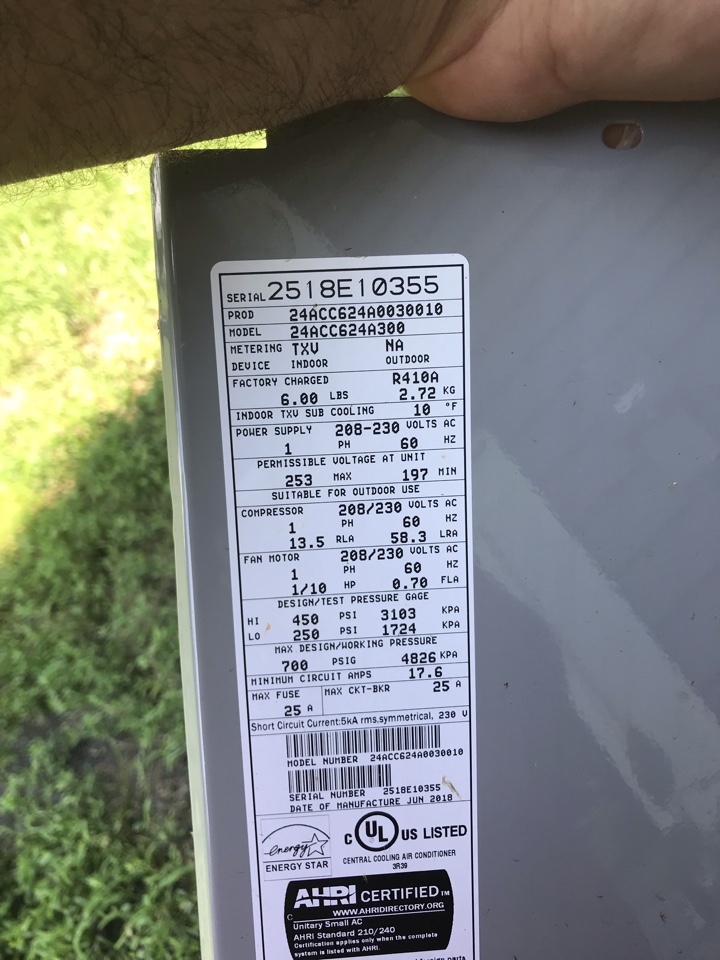 SERIAL 2518E10355
PROD 24ACC624A0030010
MODEL 24ACC624A300
METERING TXV NA
DEVICE INDOOR OUTDOOR
FACTORY CHARGED R410A
6.00 LBS 2.72 KG
INDOOR TXV SUB COOLING 10 °F
POWER SUPPLY 208-230 VOLTS AC
1 PH 60 HZ
PERMISSIBLE VOLTAGE AT UNIT
253 MAX 197 MIN
SUITABLE FOR OUTDOOR USE
COMPRESSOR 208/230 VOLTS AC
1 PH 60 HZ
13.5 RLA 58.3 LRA
FAN MOTOR 208/230 VOLTS AC
1 PH 60 HZ
1/10 HP 0.70 FLA
DESIGN/TEST PRESSURE GAGE
HI 450 PSI 3103 KPA
LO 250 PSI 1724 KPA
MAX DESIGN/WORKING PRESSURE
700 PSIG 4826 KPA
MINIMUM CIRCUIT AMPS 17.6
MAX FUSE MAX CKT-BKR 25 A
25 A
Short Circuit Current:5kA rms,symmetrical, 230 V
MODEL NUMBER 24ACC624A0030010
SERIAL NUMBER 2518E10355
DATE OF MANUFACTURE JUN 2018
energy
ENERGY STAR
C UL US LISTED
CENTRAL COOLING AIR CONDITIONER
3R39
AHRI CERTIFIED™
WWW.AHRIDIRECTORY.ORG
Unitary Small AC
AHRI Standard 210/240
Certification applies only when the complete
system is listed with AHRI.